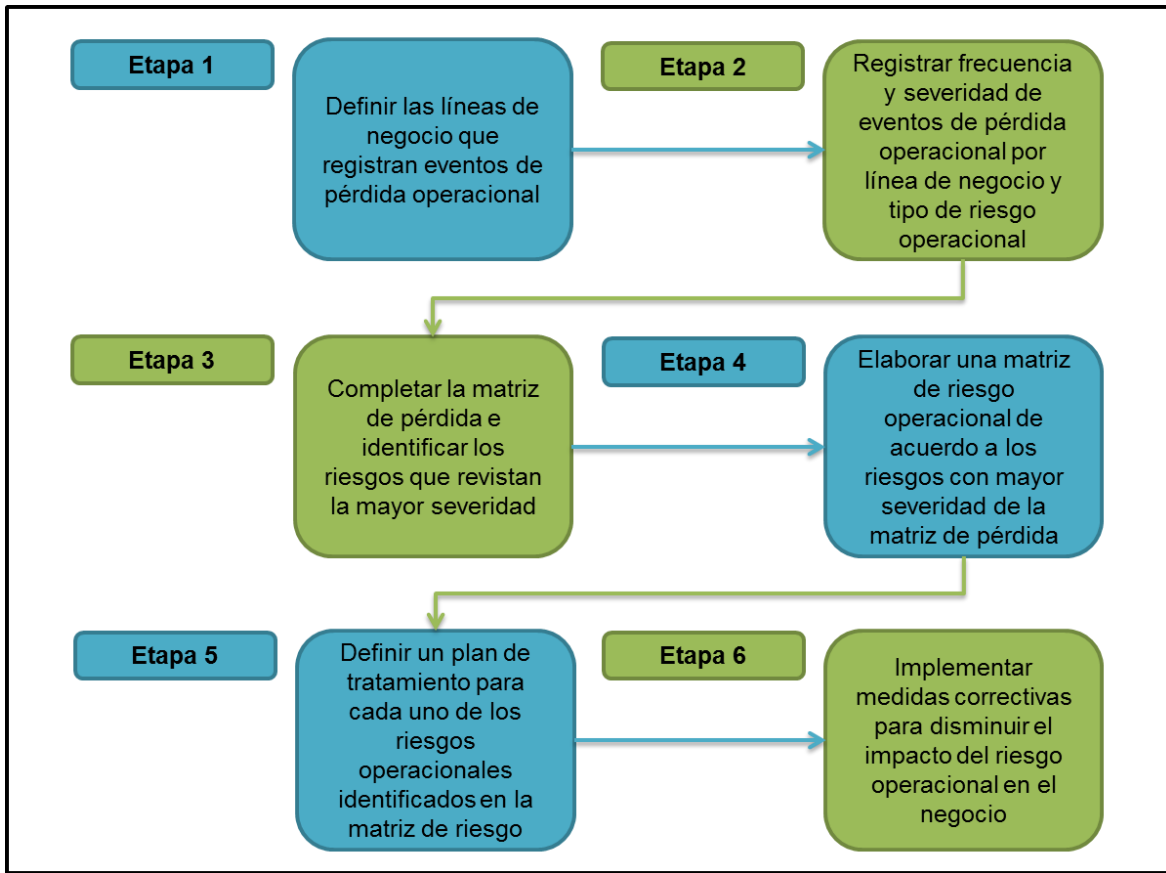 Etapa 1
Definir las líneas de
negocio que
registran eventos de
pérdida operacional
Etapa 2
Registrar frecuencia
y severidad de
eventos de pérdida
operacional por
línea de negocio y
tipo de riesgo
operacional
Etapa 3
Completar la matriz
de pérdida e
identificar los
riesgos que revistan
la mayor severidad
Etapa 4
Elaborar una matriz
de riesgo
operacional de
acuerdo a los
riesgos con mayor
severidad de la
matriz de pérdida
Etapa 5
Definir un plan de
tratamiento para
cada uno de los
riesgos
operacionales
identificados en la
matriz de riesgo
Etapa 6
Implementar
medidas correctivas
para disminuir el
impacto del riesgo
operacional en el
negocio